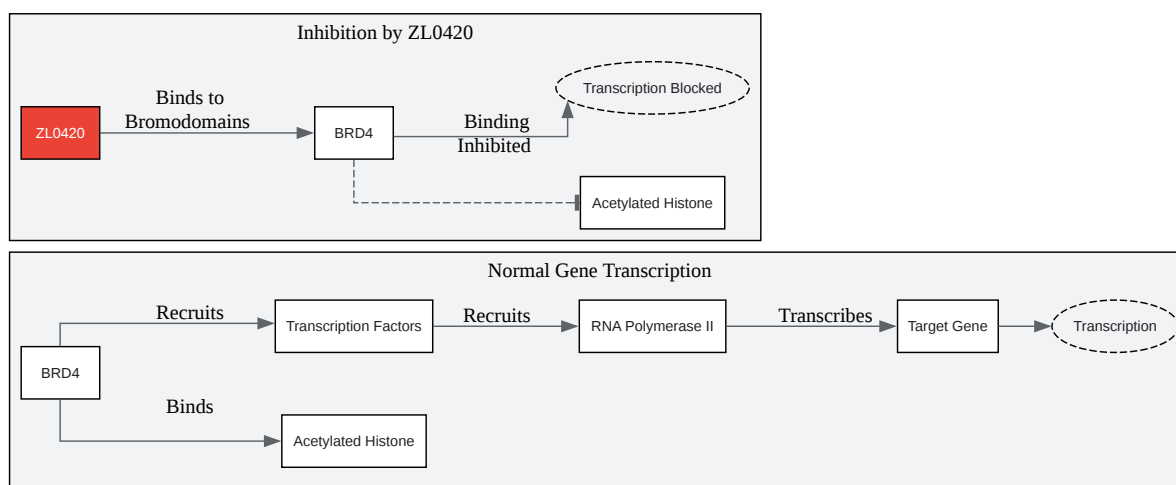 Inhibition by ZL0420
ZL0420
Binds to
Bromodomains
BRD4
Binding
Inhibited
Transcription Blocked
Acetylated Histone
Normal Gene Transcription
BRD4
Recruits
Transcription Factors
Recruits
RNA Polymerase II
Transcribes
Target Gene
Transcription
Binds
Acetylated Histone